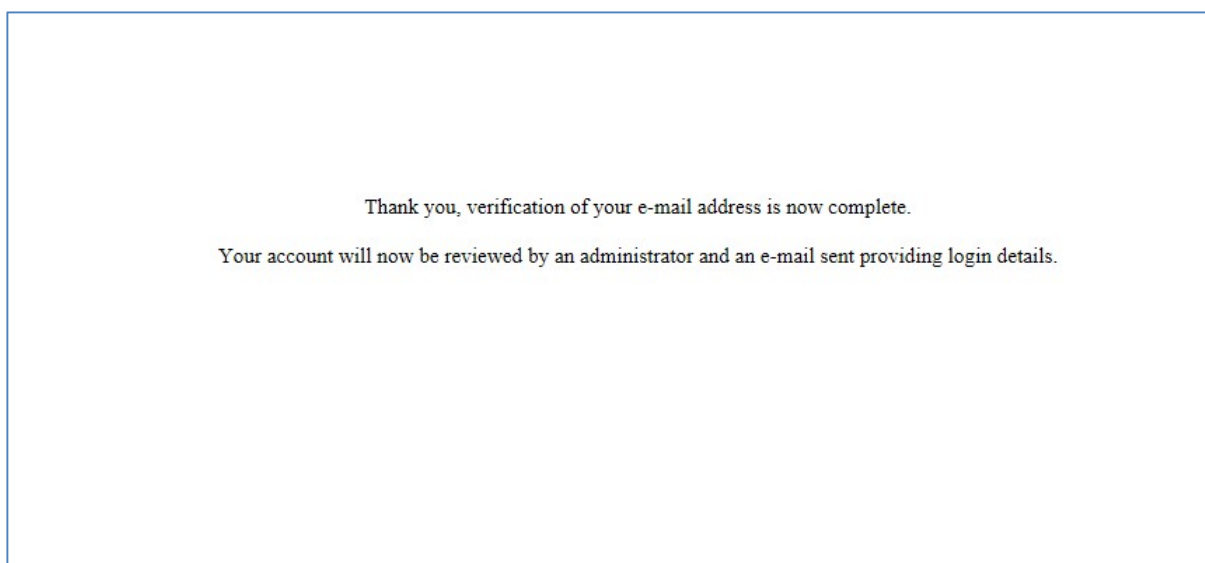 Thank you, verification of your e-mail address is now complete.
Your account will now be reviewed by an administrator and an e-mail sent providing login details.